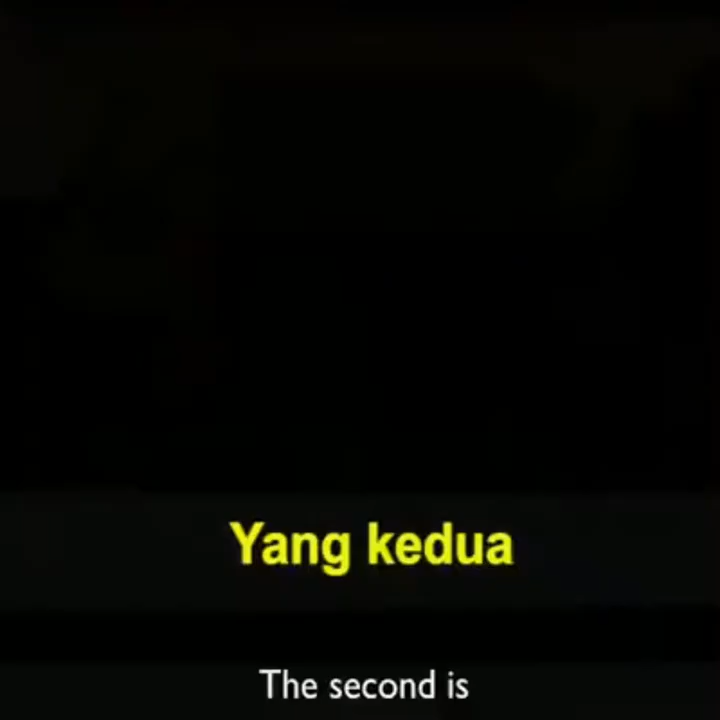 Yang kedua
The second is